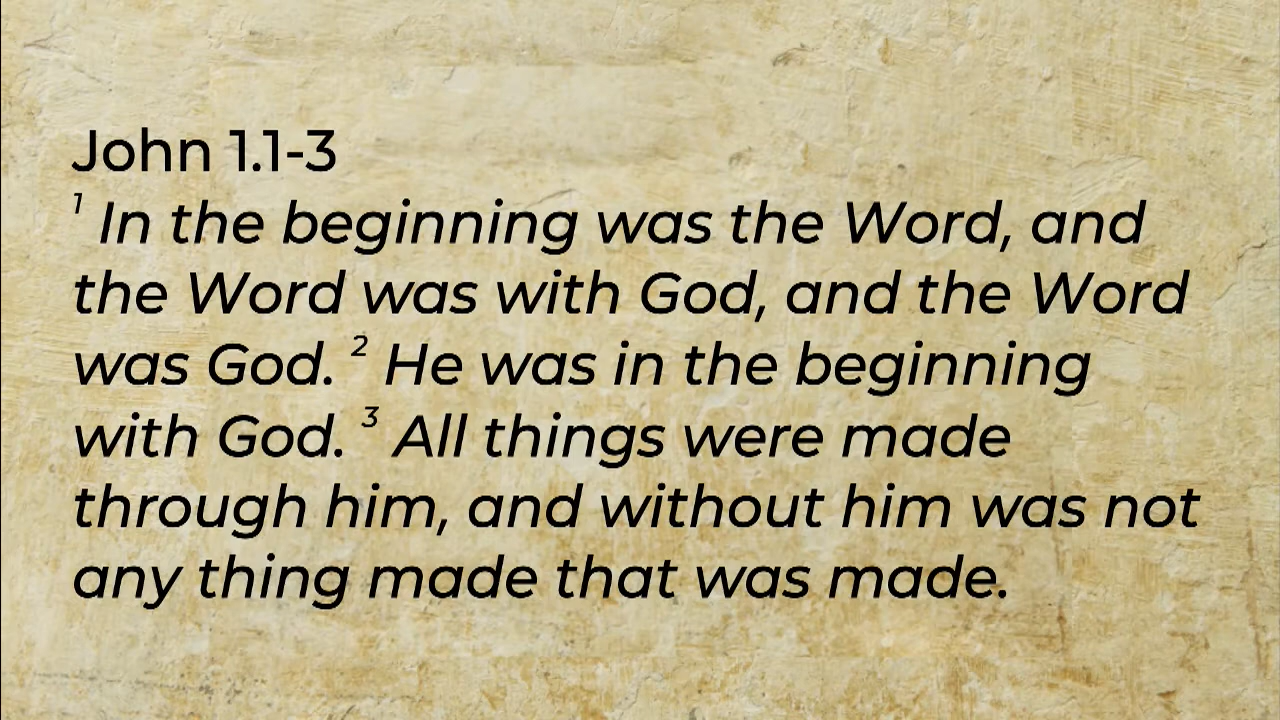 John 1.1-3
1 In the beginning was the Word, and
the Word was with God, and the Word
was God. 2 He was in the beginning
with God. 3 All things were made
through him, and without him was not
any thing made that was made.